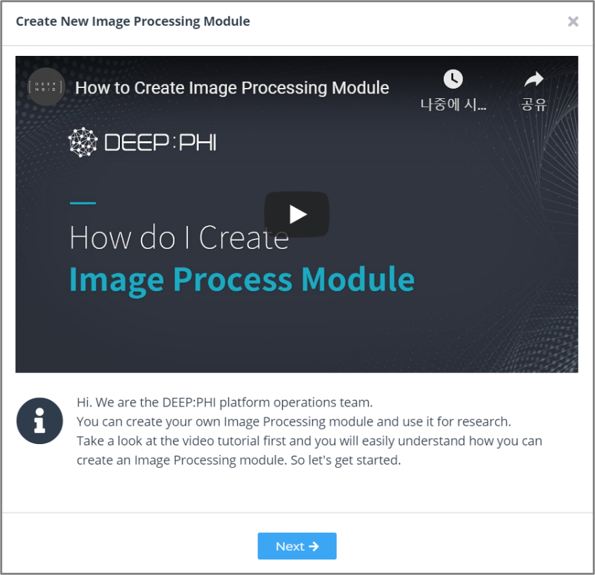 Create New Image Processing Module
How to Create Image Processing Module
나중에 시...
공유
DEEP:PHI
How do I Create
Image Process Module
Hi. We are the DEEP:PHI platform operations team.
You can create your own Image Processing module and use it for research.
Take a look at the video tutorial first and you will easily understand how you can
create an Image Processing module. So let's get started.
Next